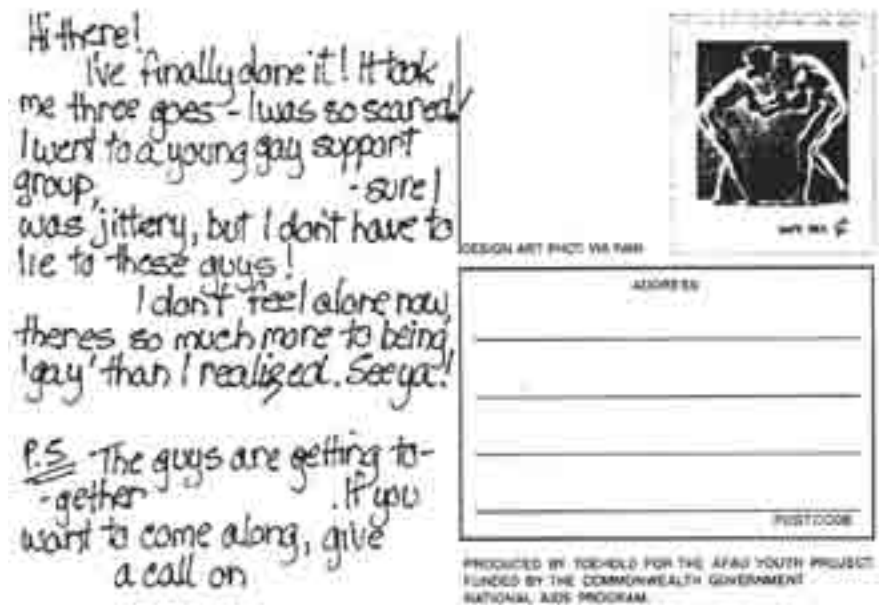 Hi there!
I've finally done it! It took
me three goes - I was so scared!
I went to a young gay support
group, - sure I
was jittery, but I don't have to
lie to these guys!
I don't feel alone now,
theres so much more to being
'gay' than I realized. See ya!
P.S. The guys are getting to-
-gether . If you
want to come along, give
a call on
DESIGN ART PHOTO VIA
ADDRESS
POSTCODE
PRODUCED BY FOR THE AFAO YOUTH PROJECT
FUNDED BY THE COMMONWEALTH GOVERNMENT
NATIONAL AIDS PROGRAM.